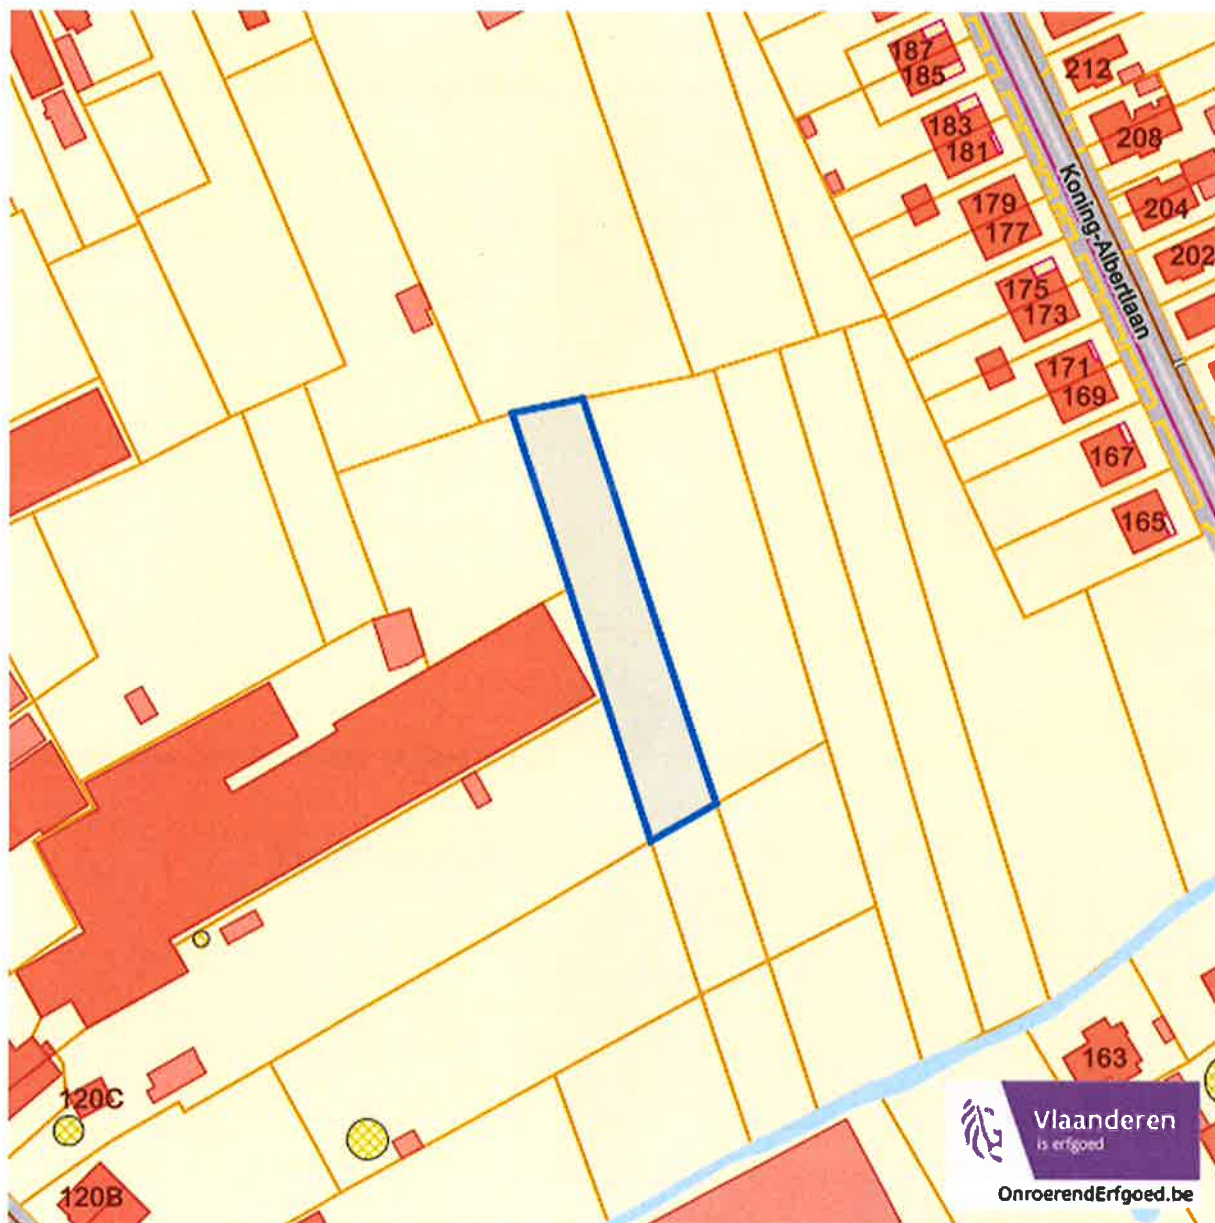 187
185
212
183
181
208
179
177
204
202
175
173
Koning-Albertlaan
171
169
167
165
163
120C
120B
Vlaanderen
is erfgoed
OnroerendErfgoed.be